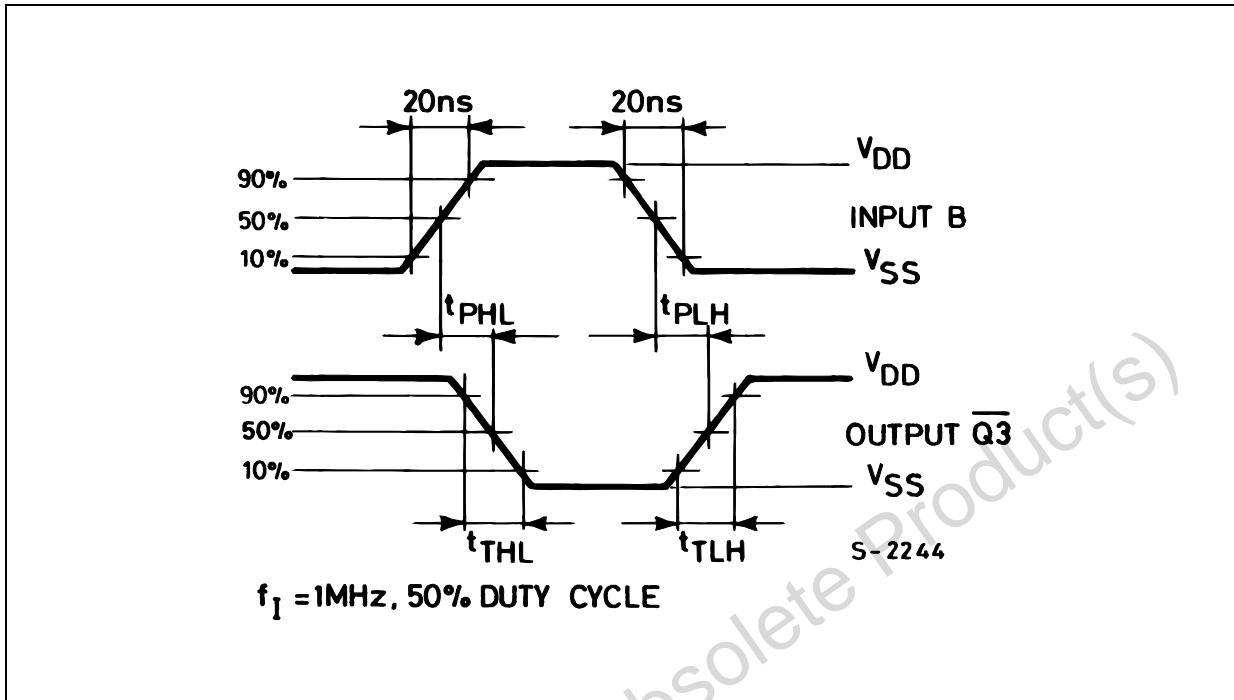 20ns 20ns
VDD
90%
50% INPUT B
10%
VSS
tPHL tPLH
VDD
90%
50% OUTPUT Q3
10%
VSS
tTHL tTLH
S-2244
fI =1MHz, 50% DUTY CYCLE
bsolete Product(s)